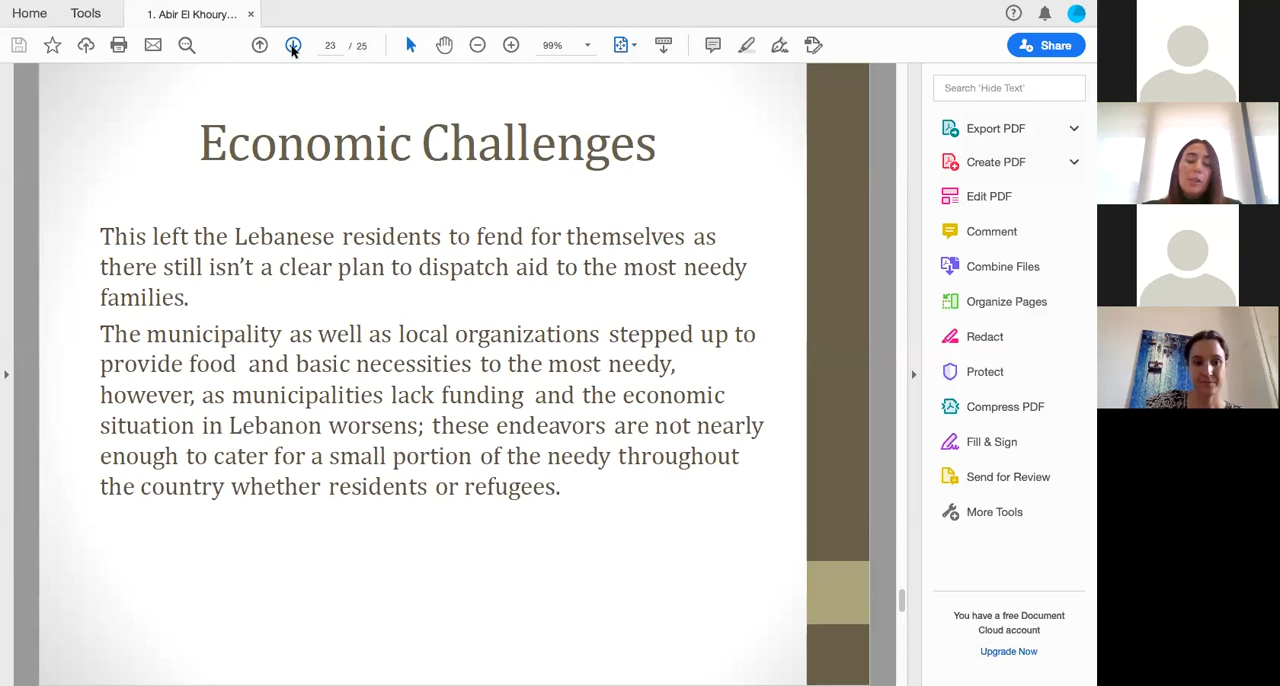 Home Tools 1. Abir El Khoury... ×
23 / 25 99% Share
Economic Challenges
This left the Lebanese residents to fend for themselves as
there still isn’t a clear plan to dispatch aid to the most needy
families.
The municipality as well as local organizations stepped up to
provide food and basic necessities to the most needy,
however, as municipalities lack funding and the economic
situation in Lebanon worsens; these endeavors are not nearly
enough to cater for a small portion of the needy throughout
the country whether residents or refugees.
Search 'Hide Text'
Export PDF
Create PDF
Edit PDF
Comment
Combine Files
Organize Pages
Redact
Protect
Compress PDF
Fill & Sign
Send for Review
More Tools
You have a free Document
Cloud account
Upgrade Now